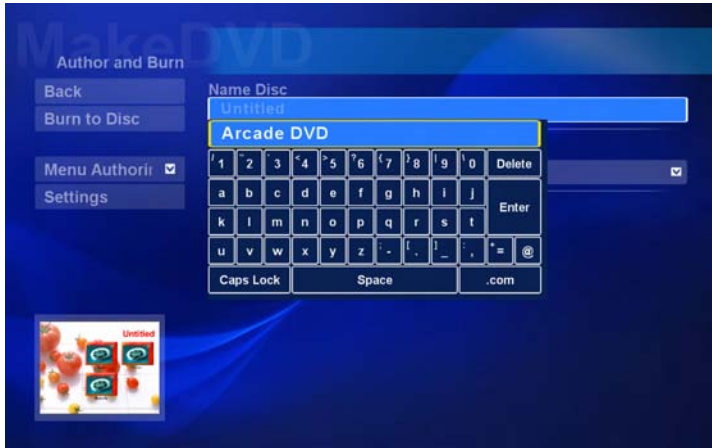 MakeDVD
Author and Burn
Back
Name Disc
Untitled
Burn to Disc
Arcade DVD
1 2 3 4 5 6 7 8 9 0 Delete
Menu Authorin
a b c d e f g h i j
Enter
Settings
k l m n o p q r s t
u v w x y z - . _ , = @
Caps Lock Space .com
Untitled